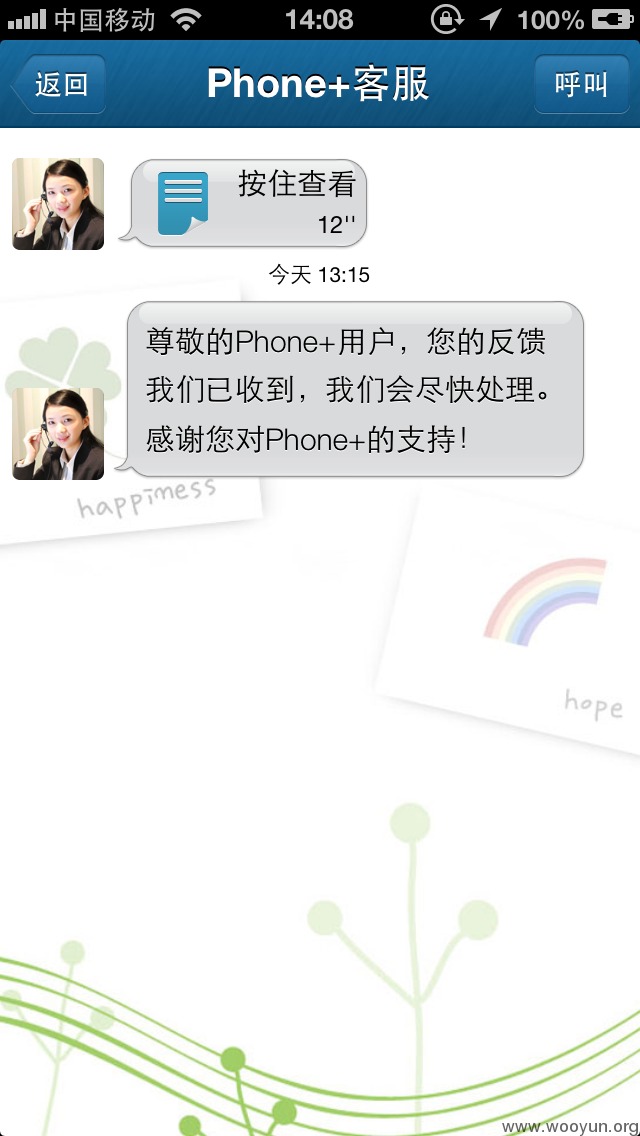 中国移动 14:08 100%
返回 Phone+客服 呼叫
按住查看
12''
今天 13:15
尊敬的Phone+用户，您的反馈
我们已收到，我们会尽快处理。
感谢您对Phone+的支持！
happiness
hope
www.wooyun.org